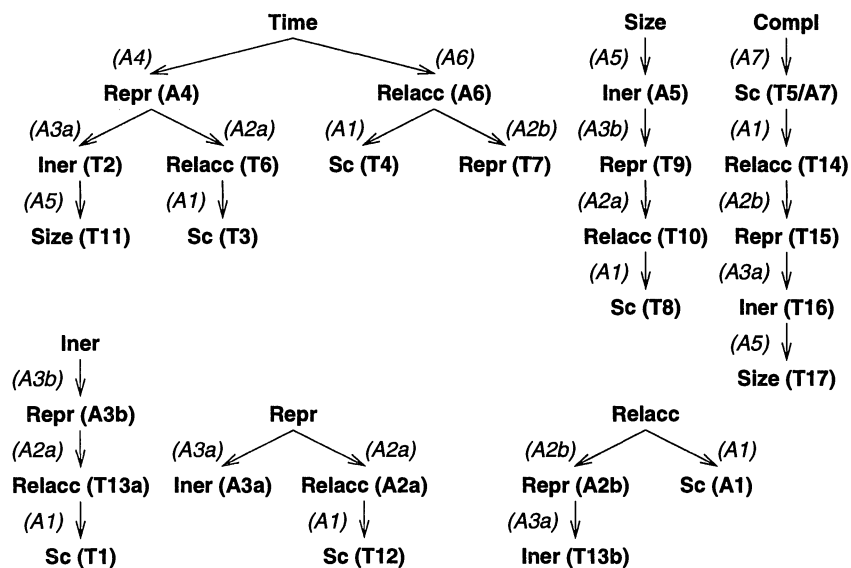 Time Size Compl
(A4) (A6) (A5) (A7)
Repr (A4) Relacc (A6) Iner (A5) Sc (T5/A7)
(A3a) (A2a) (A1) (A2b) (A3b) (A1)
Iner (T2) Relacc (T6) Sc (T4) Repr (T7) Repr (T9) Relacc (T14)
(A5) (A1) (A2a) (A2b)
Size (T11) Sc (T3) Relacc (T10) Repr (T15)
(A1) (A3a)
Sc (T8) Iner (T16)
Iner (A5)
(A3b) Size (T17)
Repr (A3b) Repr Relacc
(A2a) (A3a) (A2a) (A2b) (A1)
Relacc (T13a) Iner (A3a) Relacc (A2a) Repr (A2b) Sc (A1)
(A1) (A1) (A3a)
Sc (T1) Sc (T12) Iner (T13b)